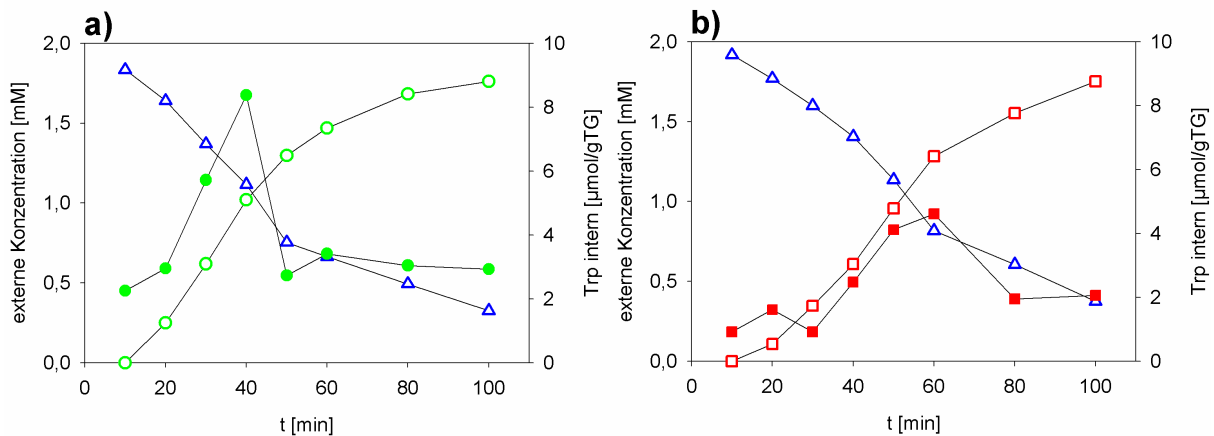 a)
2,0
1,5
1,0
0,5
0,0
externe Konzentration [mM]
10
8
6
4
2
0
Trp intern [µmol/gTG]
0 20 40 60 80 100
t [min]
b)
2,0
1,5
1,0
0,5
0,0
externe Konzentration [mM]
10
8
6
4
2
0
Trp intern [µmol/gTG]
0 20 40 60 80 100
t [min]